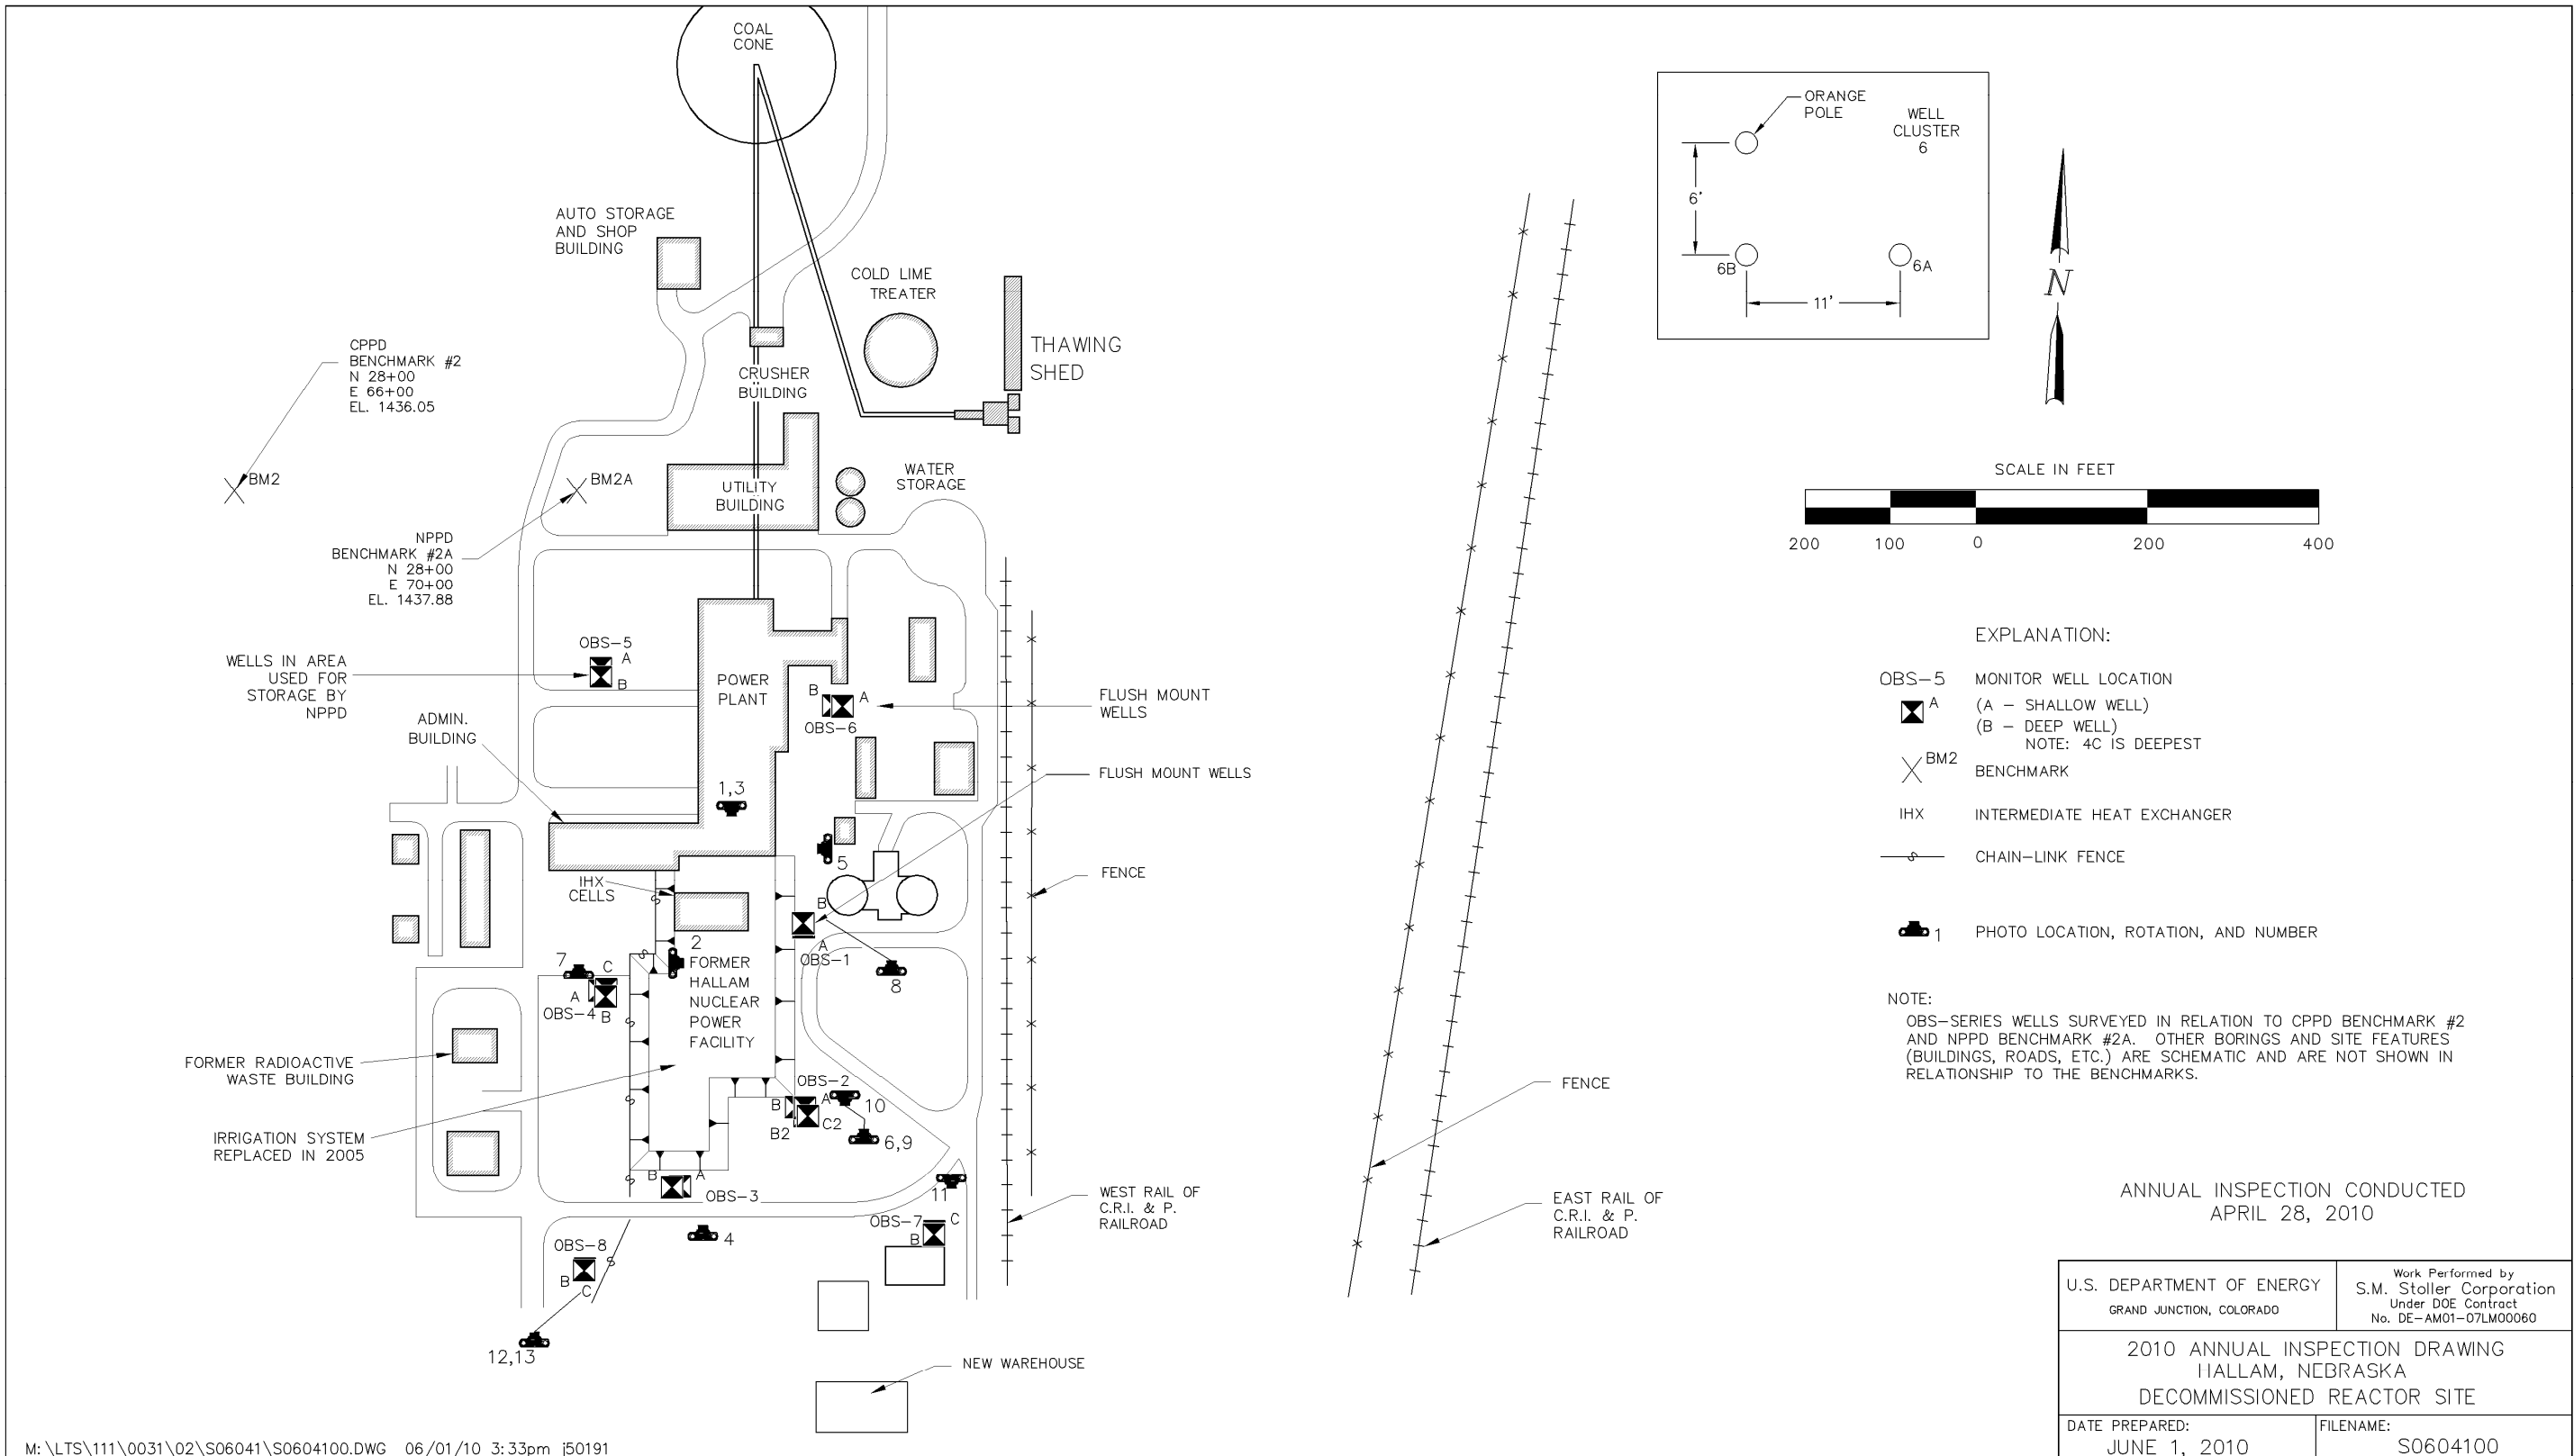 COAL
CONE
ORANGE
POLE
WELL
CLUSTER
6
6'
6B
6A
11'
N
AUTO STORAGE
AND SHOP
BUILDING
COLD LIME
TREATER
THAWING
SHED
CRUSHER
BUILDING
CPPD
BENCHMARK #2
N 28+00
E 66+00
EL. 1436.05
BM2
BM2A
UTILITY
BUILDING
WATER
STORAGE
NPPD
BENCHMARK #2A
N 28+00
E 70+00
EL. 1437.88
SCALE IN FEET
200 100 0 200 400
OBS-5
A
B
WELLS IN AREA
USED FOR
STORAGE BY
NPPD
POWER
PLANT
B
A
OBS-6
FLUSH MOUNT
WELLS
ADMIN.
BUILDING
FLUSH MOUNT WELLS
1,3
5
IHX
CELLS
S
B
A
OBS-1
FENCE
2
S
FORMER
HALLAM
NUCLEAR
POWER
FACILITY
7
C
A
OBS-4
B
S
8
FORMER RADIOACTIVE
WASTE BUILDING
S
OBS-2
B
A
B2
C2
10
6,9
IRRIGATION SYSTEM
REPLACED IN 2005
B
A
S
OBS-3
11
WEST RAIL OF
C.R.I. & P.
RAILROAD
4
OBS-7
C
B
OBS-8
S
B
C
12,13
NEW WAREHOUSE
FENCE
EAST RAIL OF
C.R.I. & P.
RAILROAD
EXPLANATION:
OBS-5 MONITOR WELL LOCATION
A (A - SHALLOW WELL)
(B - DEEP WELL)
NOTE: 4C IS DEEPEST
BM2 BENCHMARK
IHX INTERMEDIATE HEAT EXCHANGER
S CHAIN-LINK FENCE
1 PHOTO LOCATION, ROTATION, AND NUMBER
NOTE:
OBS-SERIES WELLS SURVEYED IN RELATION TO CPPD BENCHMARK #2
AND NPPD BENCHMARK #2A. OTHER BORINGS AND SITE FEATURES
(BUILDINGS, ROADS, ETC.) ARE SCHEMATIC AND ARE NOT SHOWN IN
RELATIONSHIP TO THE BENCHMARKS.
ANNUAL INSPECTION CONDUCTED
APRIL 28, 2010
U.S. DEPARTMENT OF ENERGY
GRAND JUNCTION, COLORADO
Work Performed by
S.M. Stoller Corporation
Under DOE Contract
No. DE-AM01-07LM00060
2010 ANNUAL INSPECTION DRAWING
HALLAM, NEBRASKA
DECOMMISSIONED REACTOR SITE
DATE PREPARED:
JUNE 1, 2010
FILENAME:
S0604100
M:\LTS\111\0031\02\S06041\S0604100.DWG 06/01/10 3:33pm j50191